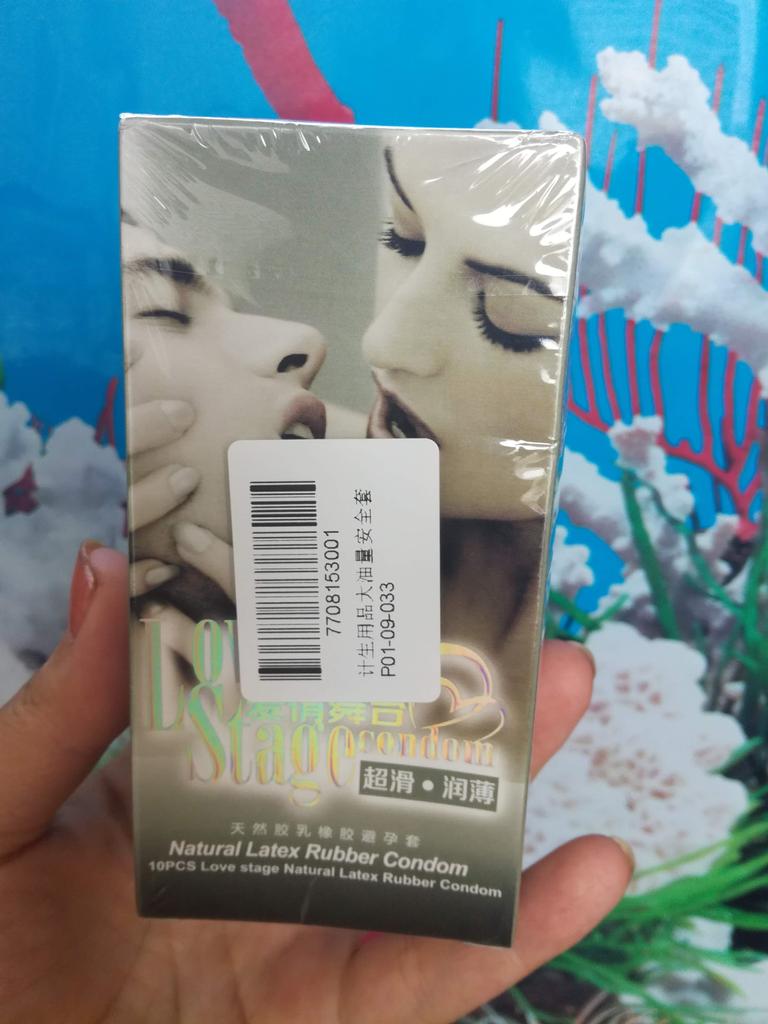 7708153001
计生用品大油量安全套
P01-09-033
Stage
condom
超滑•润薄
天然胶乳橡胶避孕套
Natural Latex Rubber Condom
10PCS Love stage Natural Latex Rubber Condom